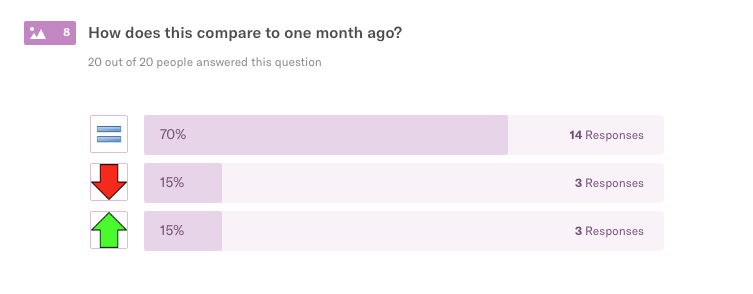 8 How does this compare to one month ago?
20 out of 20 people answered this question
70% 14 Responses
15% 3 Responses
15% 3 Responses